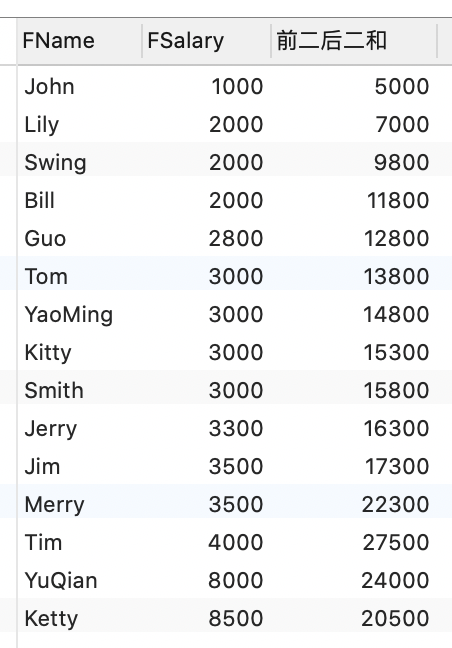 FName FSalary 前二后二和
John 1000 5000
Lily 2000 7000
Swing 2000 9800
Bill 2000 11800
Guo 2800 12800
Tom 3000 13800
YaoMing 3000 14800
Kitty 3000 15300
Smith 3000 15800
Jerry 3300 16300
Jim 3500 17300
Merry 3500 22300
Tim 4000 27500
YuQian 8000 24000
Ketty 8500 20500